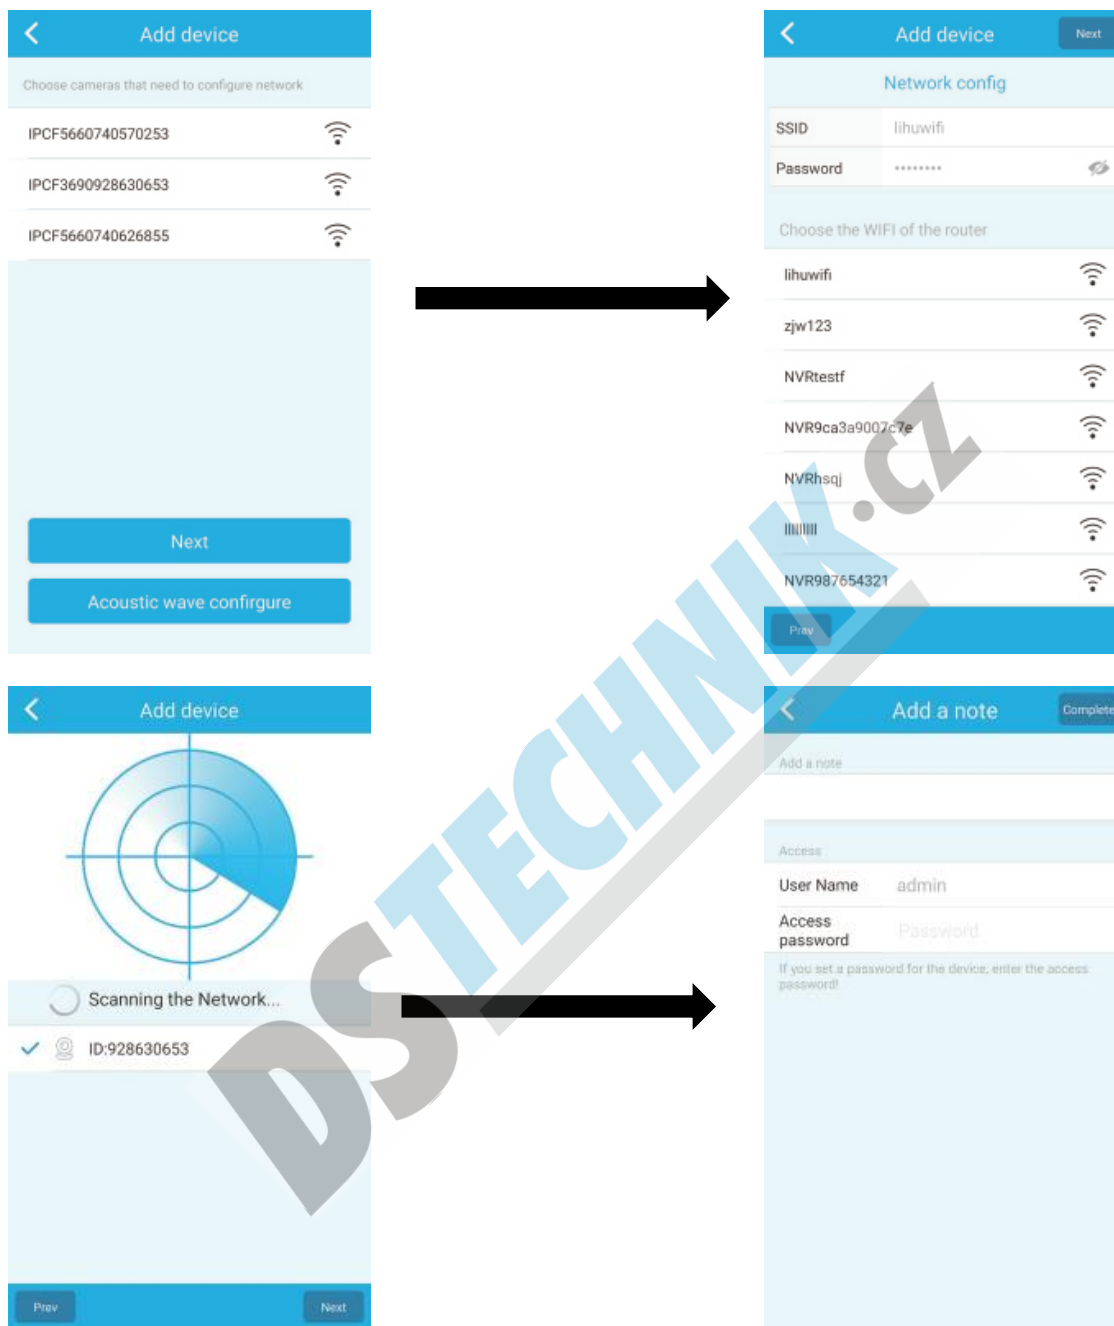 Add device
Choose cameras that need to configure network
IPCF5660740570253
IPCF3690928630653
IPCF5660740626855
Next
Acoustic wave confirgure
Add device
Next
Network config
SSID lihuwifi
Password ········
Choose the WIFI of the router
lihuwifi
zjw123
NVRtestf
NVR9ca3a9007c7e
NVRhsqj
NVR987654321
Prev
Add device
Scanning the Network...
ID:928630653
Prev
Next
Add a note
Complete
Add a note
Access
User Name admin
Access
password
Password
If you set a password for the device, enter the access
password!
DSTECHNIK.cz